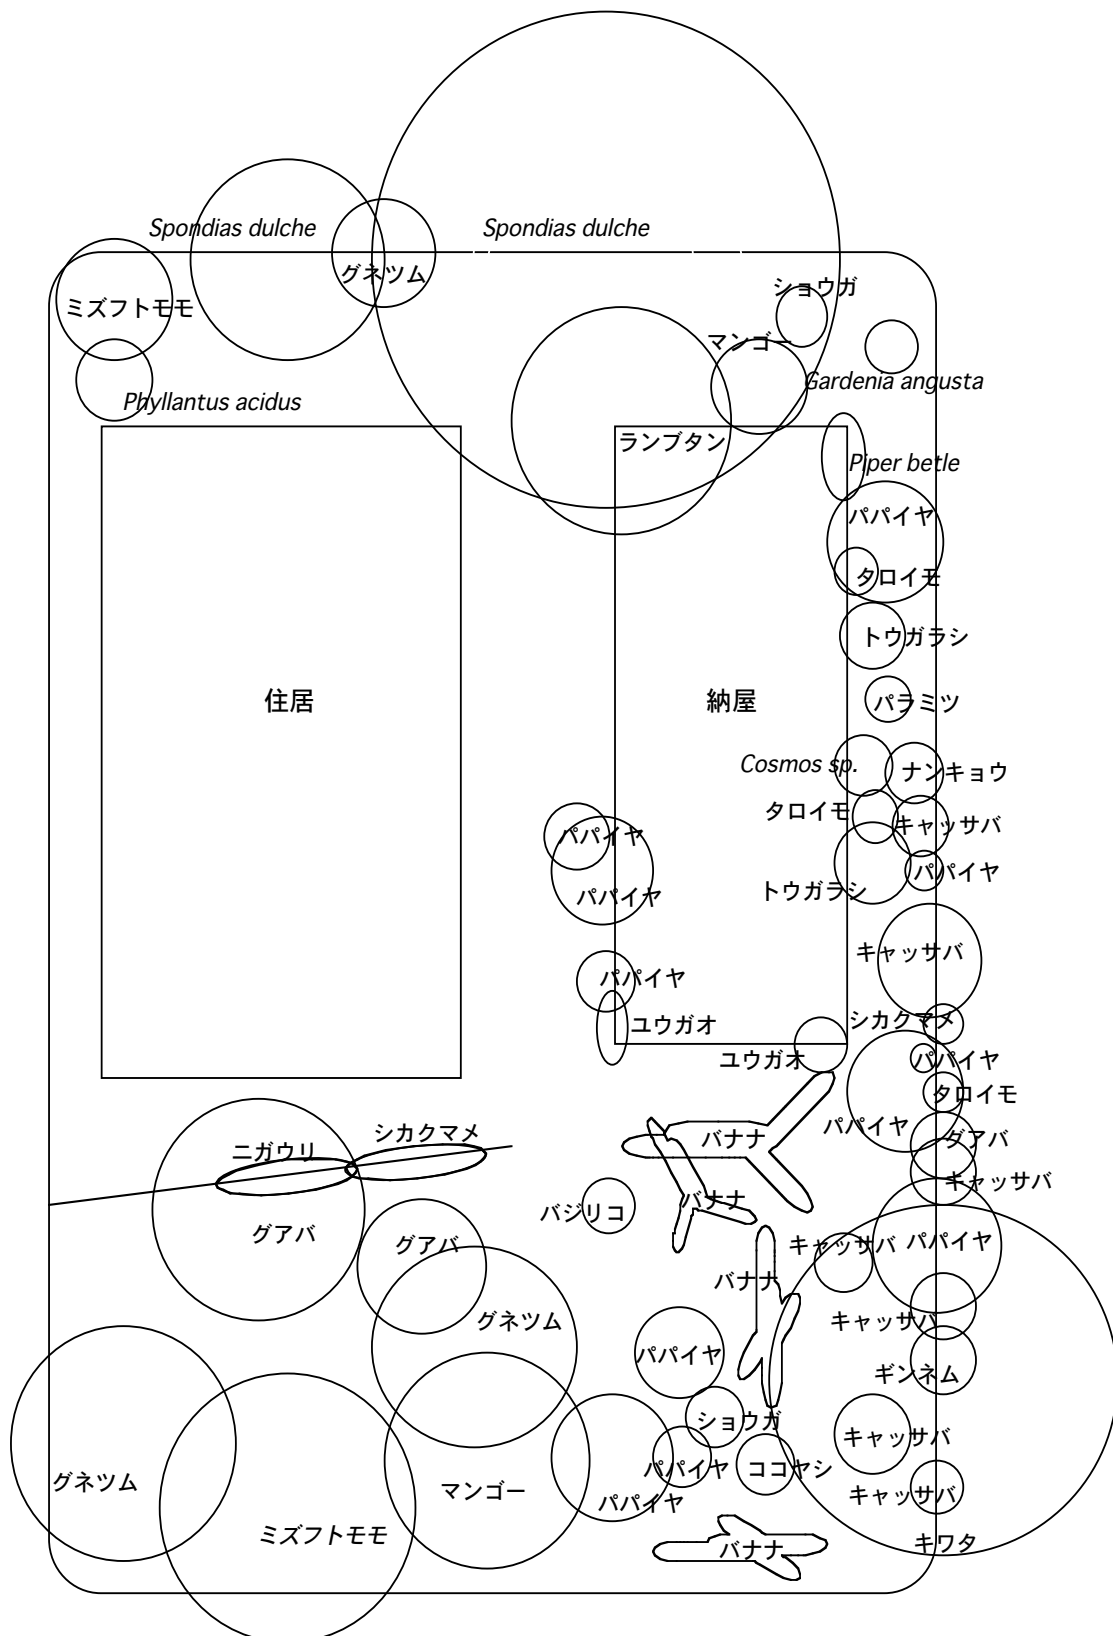 Spondias dulche
Spondias dulche
グネツム
ショウガ
ミズフトモモ
マンゴー
Gardenia angusta
Phyllantus acidus
ランブタン
Piper betle
パパイヤ
タロイモ
トウガラシ
住居
納屋
パラミツ
Cosmos sp.
ナンキョウ
タロイモ
キャッサバ
パパイヤ
パパイヤ
トウガラシ
パパイヤ
キャッサバ
パパイヤ
ユウガオ
シカクマメ
ユウガオ
パパイヤ
タロイモ
パパイヤ
シカクマメ
バナナ
グアバ
ニガウリ
キャッサバ
バナナ
バジリコ
グアバ
グアバ
キャッサバ
パパイヤ
バナナ
グネツム
キャッサバ
パパイヤ
ギンネム
ショウガ
キャッサバ
グネツム
マンゴー
パパイヤ
ココヤシ
キャッサバ
パパイヤ
ミズフトモモ
バナナ
キワタ